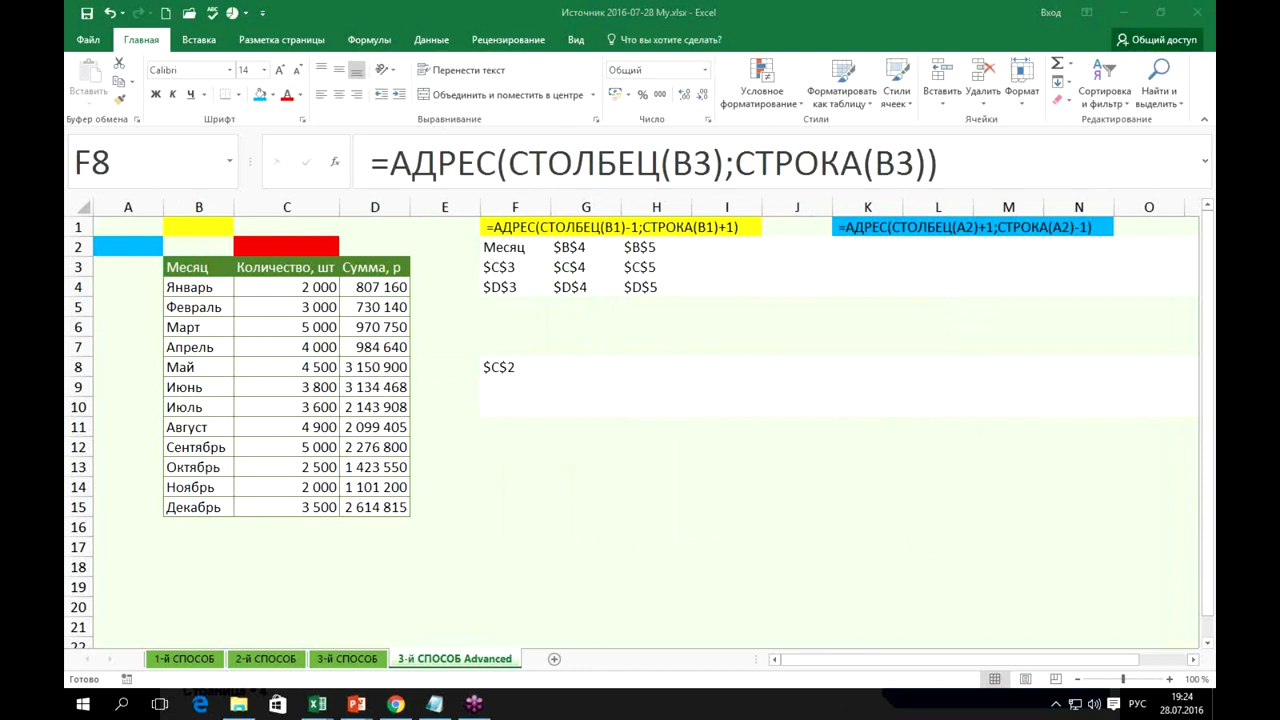 Источник 2016-07-28 My.xlsx - Excel
Вход
Файл Главная Вставка Разметка страницы Формулы Данные Рецензирование Вид Что вы хотите сделать? Общий доступ
Calibri 14 Перенести текст Общий
Вставить Ж К Ч Объединить и поместить в центре % 000
Условное форматирование Форматировать как таблицу Стили ячеек Вставить Удалить Формат Сортировка и фильтр Найти и выделить
Буфер обмена Шрифт Выравнивание Число Стили Ячейки Редактирование
F8 fx =АДРЕС(СТОЛБЕЦ(B3);СТРОКА(B3))
A B C D E F G H I J K L M N O
1 =АДРЕС(СТОЛБЕЦ(B1)-1;СТРОКА(B1)+1) =АДРЕС(СТОЛБЕЦ(A2)+1;СТРОКА(A2)-1)
2 Месяц $B$4 $B$5
3 Месяц Количество, шт Сумма, р $C$3 $C$4 $C$5
4 Январь 2 000 807 160 $D$3 $D$4 $D$5
5 Февраль 3 000 730 140
6 Март 5 000 970 750
7 Апрель 4 000 984 640
8 Май 4 500 3 150 900 $C$2
9 Июнь 3 800 3 134 468
10 Июль 3 600 2 143 908
11 Август 4 900 2 099 405
12 Сентябрь 5 000 2 276 800
13 Октябрь 2 500 1 423 550
14 Ноябрь 2 000 1 101 200
15 Декабрь 3 500 2 614 815
16
17
18
19
20
21
22
1-й СПОСОБ 2-й СПОСОБ 3-й СПОСОБ 3-й СПОСОБ Advanced
Готово 100 %
РУС 19:24
28.07.2016